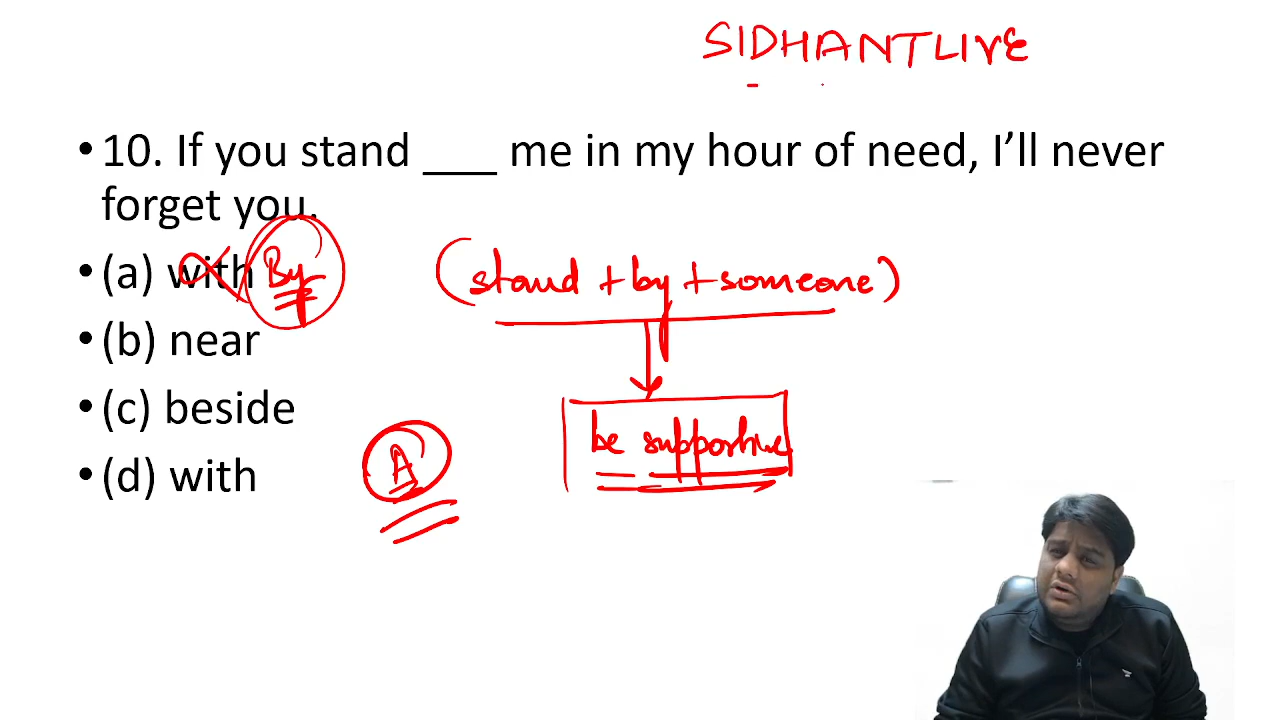 SIDHANTLIVE
• 10. If you stand ___ me in my hour of need, I’ll never
forget you.
• (a) with By
(stand + by + someone)
• (b) near
• (c) beside
be supportive
• (d) with
A